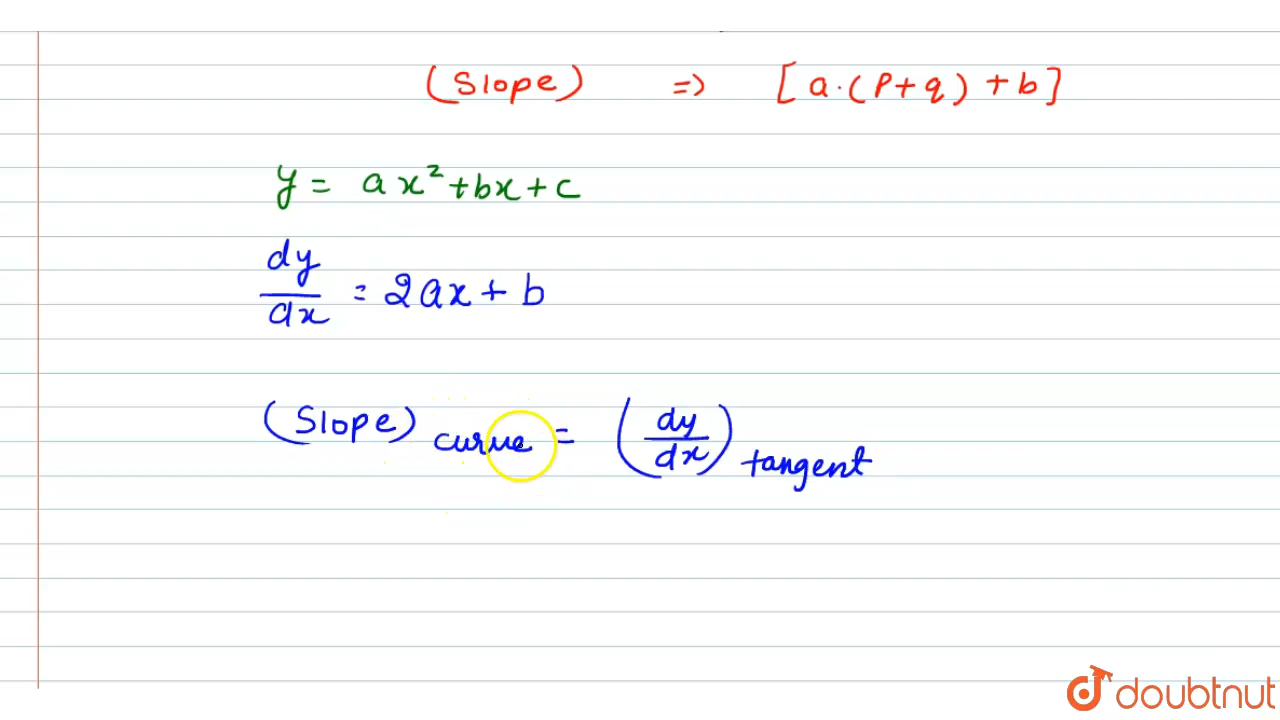 (Slope) => [a.(p+q)+b]
y = ax²+bx+c
dy/dx = 2ax+b
(Slope) curve = (dy/dx) tangent
doubtnut